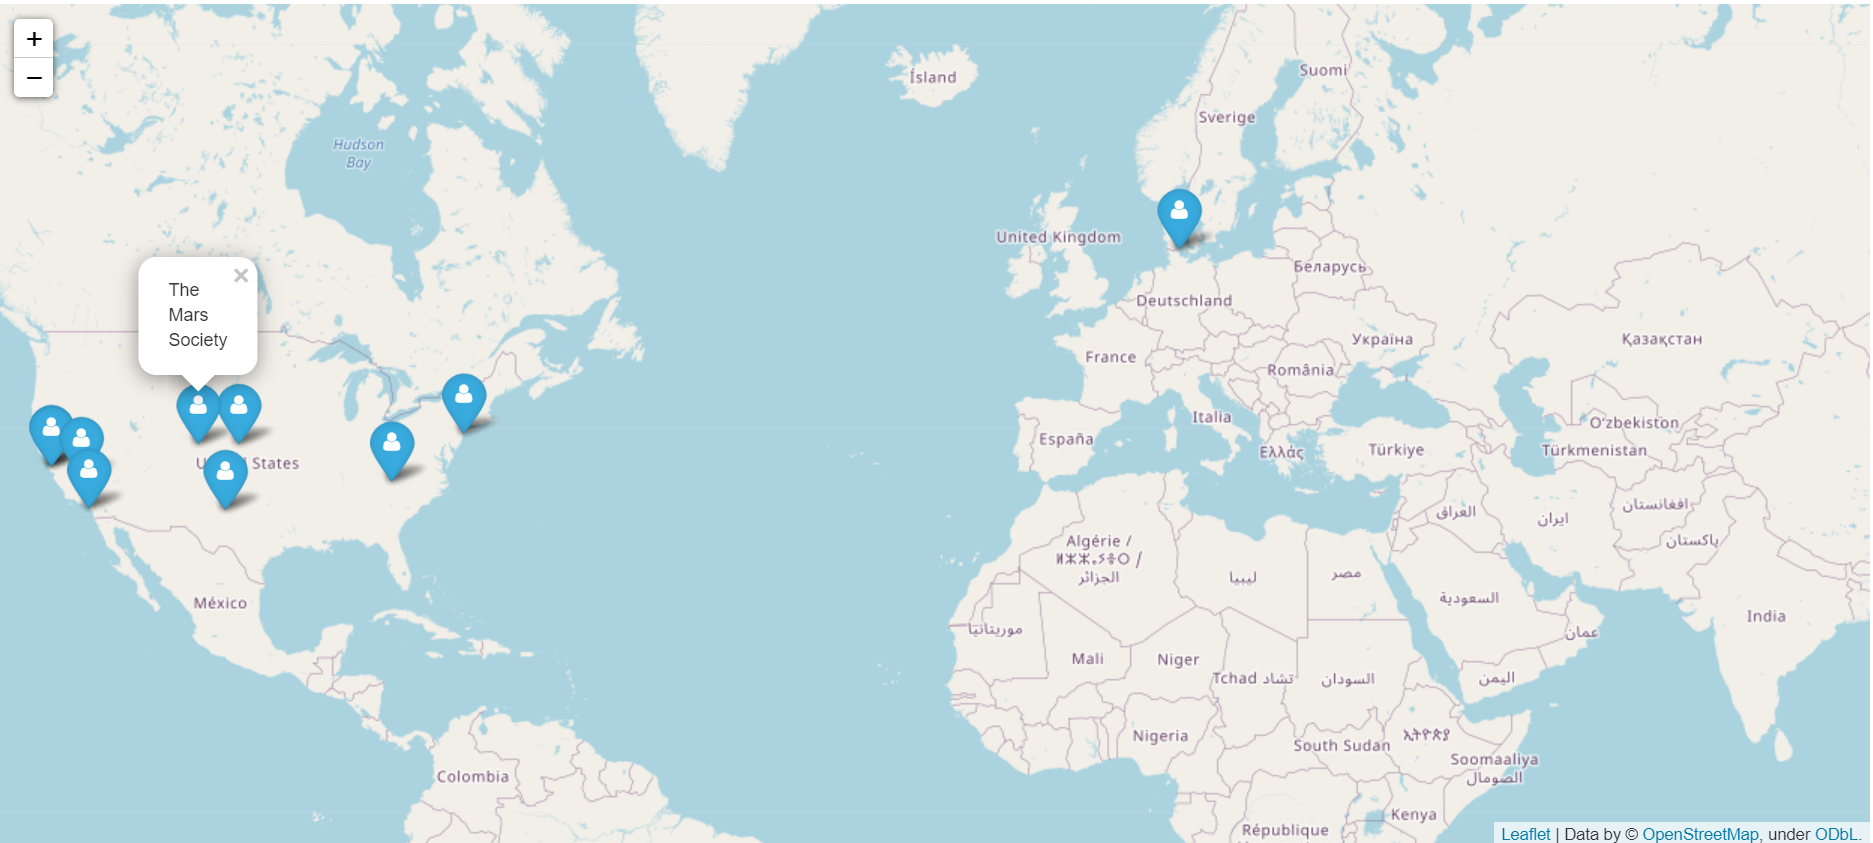 +
−
Ísland
Suomi
Sverige
Hudson
Bay
United Kingdom
Беларусь
×
The
Mars
Society
Deutschland
Україна
Қазақстан
France
România
Italia
O‘zbekiston
España
Ελλάς
Türkiye
Türkmenistan
States
العراق
ایران
افغانستان
پاکستان
Algérie /
ⵍⵣⵣⴰⵢⴻⵔ /
الجزائر
ليبيا
مصر
السعودية
México
موريتانيا
India
عمان
Mali
Niger
Tchad تشاد
السودان
اليمن
Nigeria
South Sudan
ኢትዮጵያ
Soomaaliya
الصومال
Colombia
Kenya
République
Leaflet | Data by © OpenStreetMap, under ODbL.